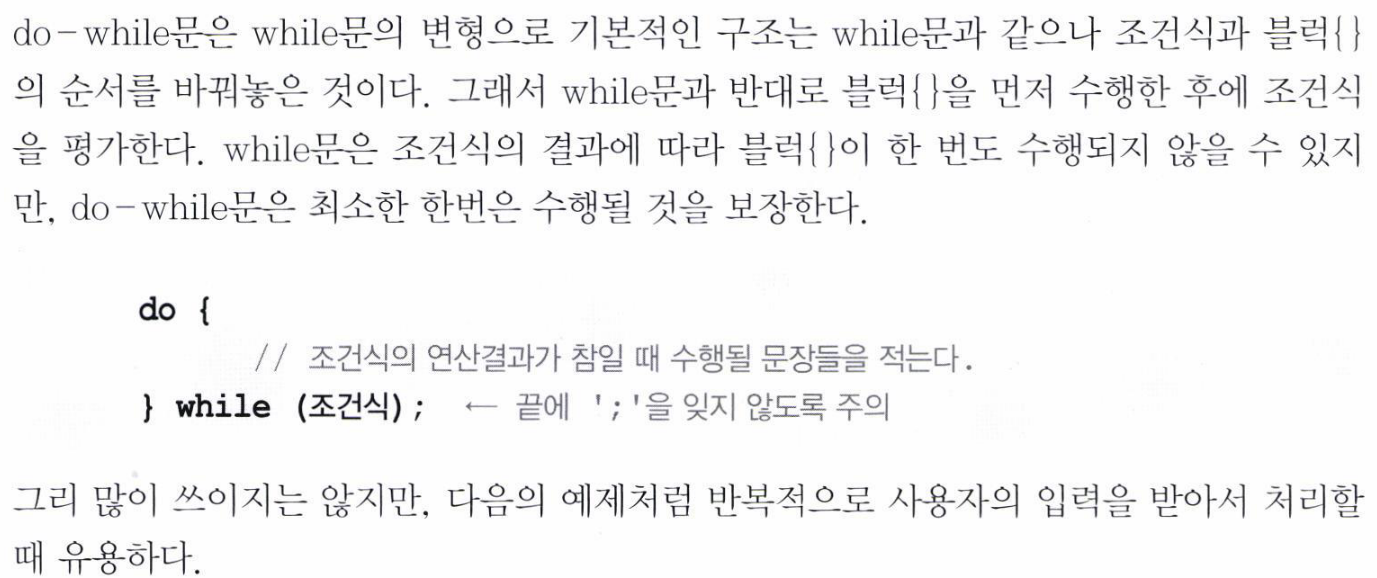 do-while문은 while문의 변형으로 기본적인 구조는 while문과 같으나 조건식과 블럭{}
의 순서를 바꿔놓은 것이다. 그래서 while문과 반대로 블럭{}을 먼저 수행한 후에 조건식
을 평가한다. while문은 조건식의 결과에 따라 블럭{}이 한 번도 수행되지 않을 수 있지
만, do-while문은 최소한 한번은 수행될 것을 보장한다.
do {
// 조건식의 연산결과가 참일 때 수행될 문장들을 적는다.
} while (조건식); ← 끝에 ';'을 잊지 않도록 주의
그리 많이 쓰이지는 않지만, 다음의 예제처럼 반복적으로 사용자의 입력을 받아서 처리할
때 유용하다.